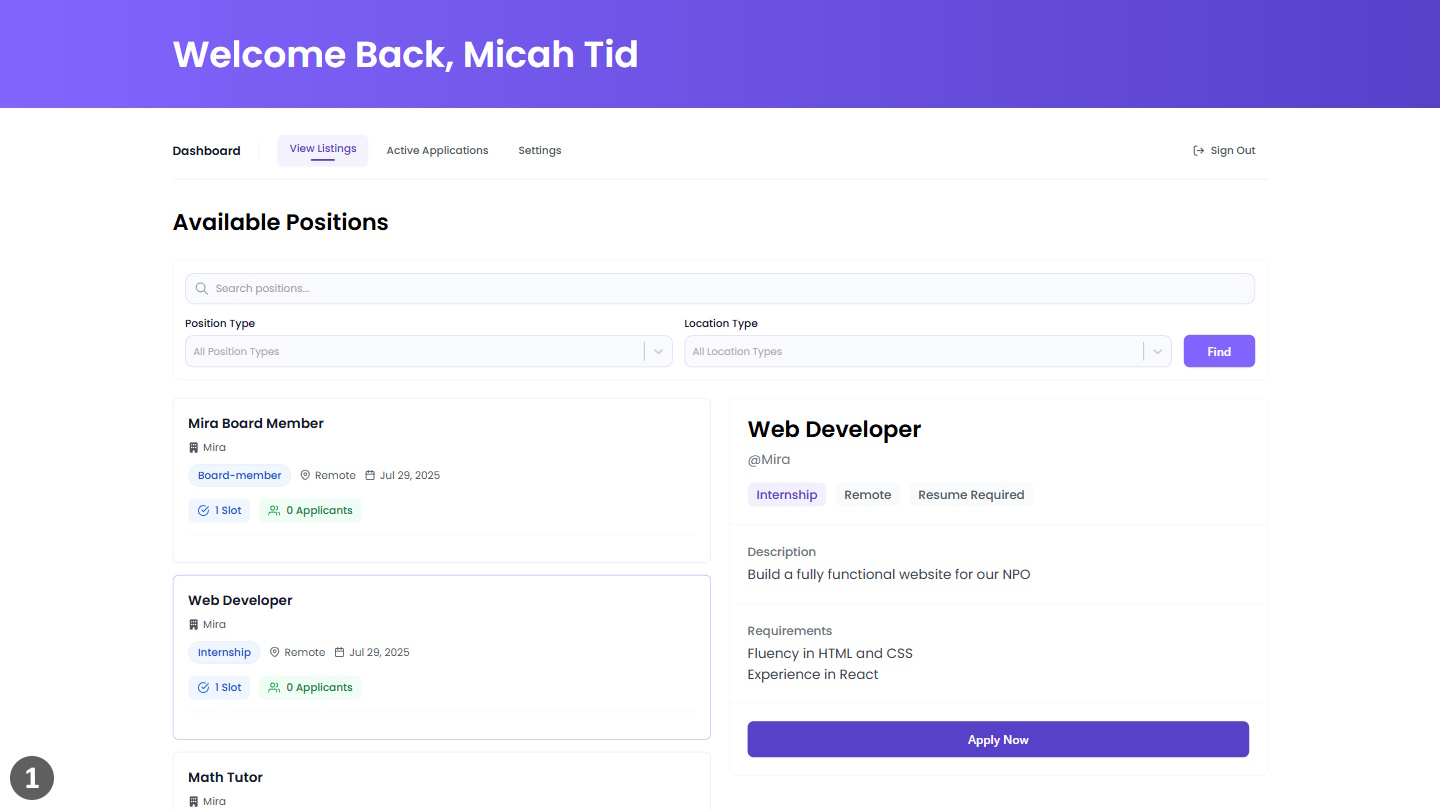 Welcome Back, Micah Tid
Dashboard
View Listings
Active Applications
Settings
Sign Out
Available Positions
Search positions...
Position Type
Location Type
All Position Types
All Location Types
Find
Mira Board Member
Mira
Board-member
Remote
Jul 29, 2025
1 Slot
0 Applicants
Web Developer
Mira
Internship
Remote
Jul 29, 2025
1 Slot
0 Applicants
Math Tutor
Mira
Web Developer
@Mira
Internship
Remote
Resume Required
Description
Build a fully functional website for our NPO
Requirements
Fluency in HTML and CSS
Experience in React
Apply Now
1